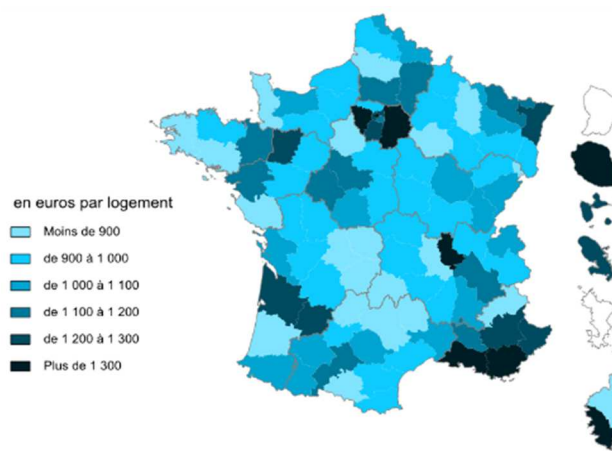 en euros par logement
Moins de 900
de 900 à 1 000
de 1 000 à 1 100
de 1 100 à 1 200
de 1 200 à 1 300
Plus de 1 300